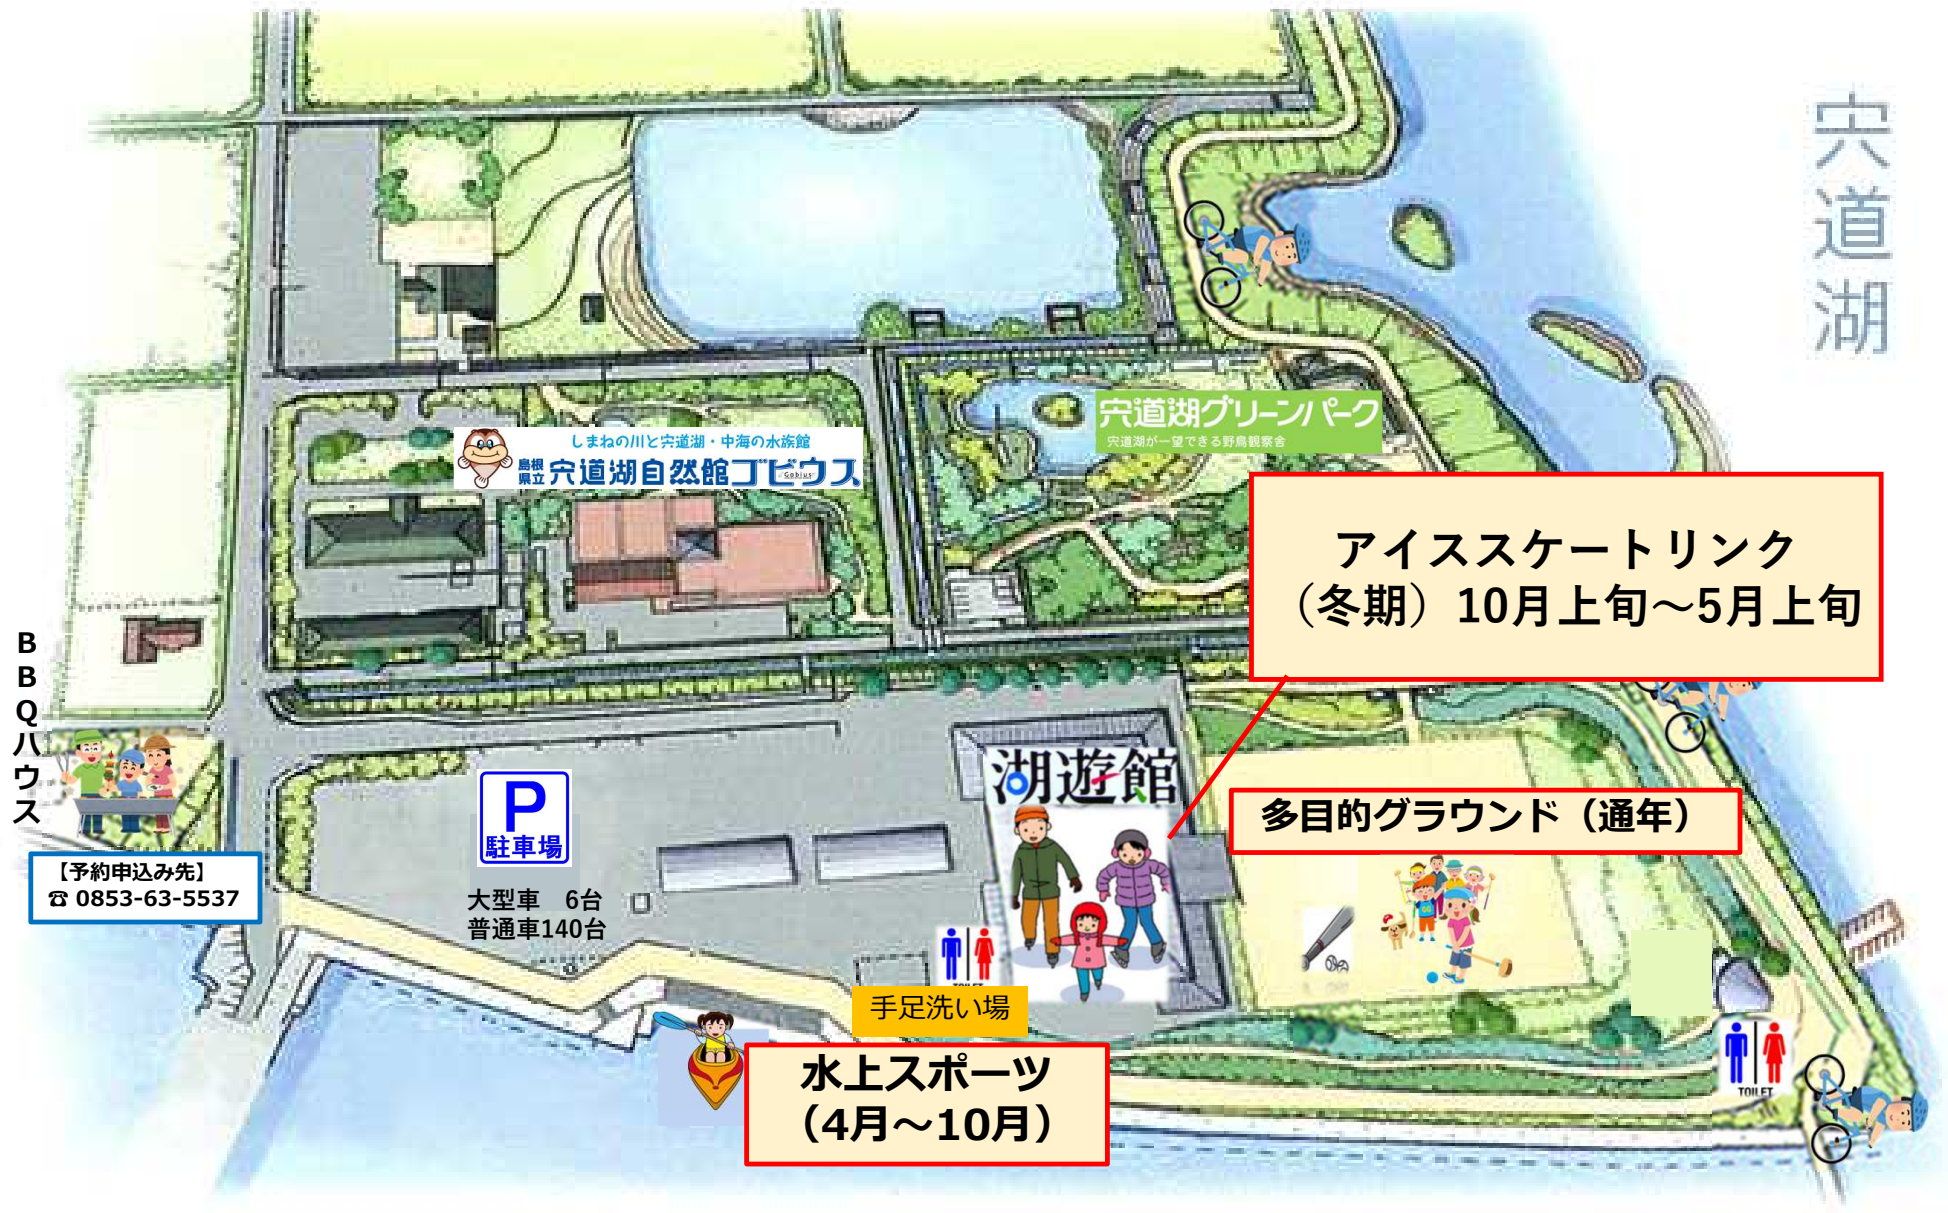 宍道湖
しまねの川と宍道湖・中海の水族館
島根県立 宍道湖自然館ゴビウス
Gobius
宍道湖グリーンパーク
宍道湖が一望できる野鳥観察舎
アイススケートリンク
（冬期）10月上旬～5月上旬
BBQハウス
湖遊館
P
駐車場
多目的グラウンド（通年）
【予約申込み先】
☎ 0853-63-5537
大型車　6台
普通車140台
TOILET
手足洗い場
水上スポーツ
（4月～10月）
TOILET